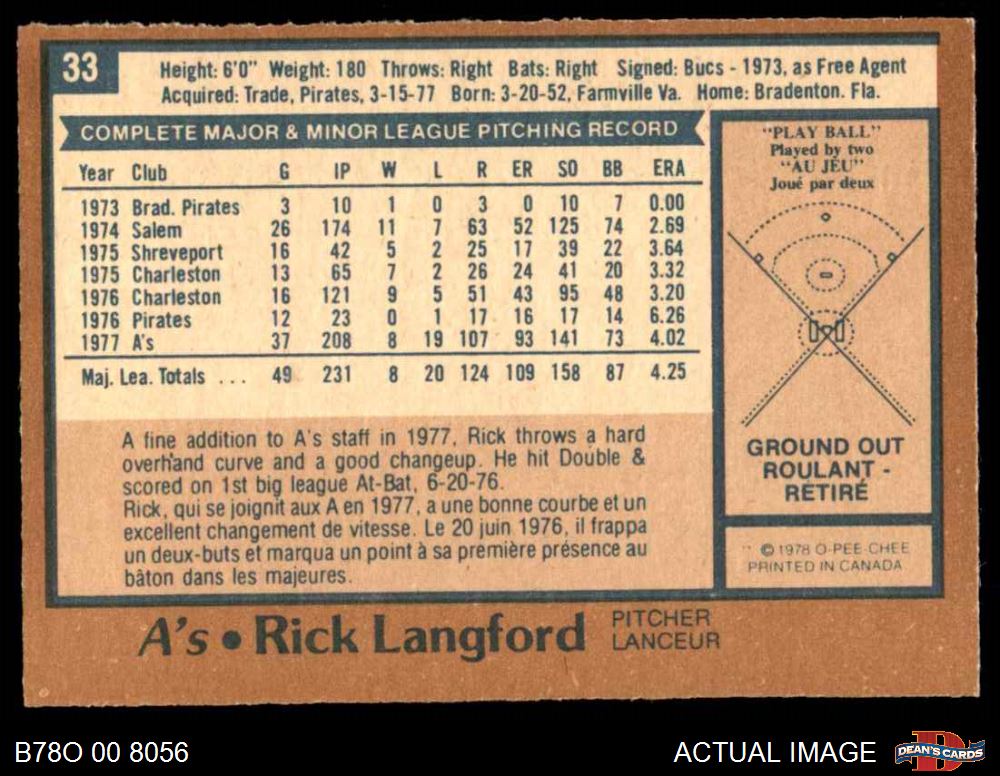 33
Height: 6'0" Weight: 180 Throws: Right Bats: Right Signed: Bucs - 1973, as Free Agent
Acquired: Trade, Pirates, 3-15-77 Born: 3-20-52, Farmville Va. Home: Bradenton. Fla.
COMPLETE MAJOR & MINOR LEAGUE PITCHING RECORD
Year Club G IP W L R ER SO BB ERA
1973 Brad. Pirates 3 10 1 0 3 0 10 7 0.00
1974 Salem 26 174 11 7 63 52 125 74 2.69
1975 Shreveport 16 42 5 2 25 17 39 22 3.64
1975 Charleston 13 65 7 2 26 24 41 20 3.32
1976 Charleston 16 121 9 5 51 43 95 48 3.20
1976 Pirates 12 23 0 1 17 16 17 14 6.26
1977 A's 37 208 8 19 107 93 141 73 4.02
Maj. Lea. Totals ... 49 231 8 20 124 109 158 87 4.25
A fine addition to A's staff in 1977, Rick throws a hard
overhand curve and a good changeup. He hit Double &
scored on 1st big league At-Bat, 6-20-76.
Rick, qui se joignit aux A en 1977, a une bonne courbe et un
excellent changement de vitesse. Le 20 juin 1976, il frappa
un deux-buts et marqua un point à sa première présence au
bâton dans les majeures.
"PLAY BALL"
Played by two
"AU JEU"
Joué par deux
GROUND OUT
ROULANT -
RETIRÉ
© 1978 O-PEE-CHEE
PRINTED IN CANADA
A's • Rick Langford
PITCHER
LANCEUR
B78O 00 8056
ACTUAL IMAGE
DEAN'S CARDS